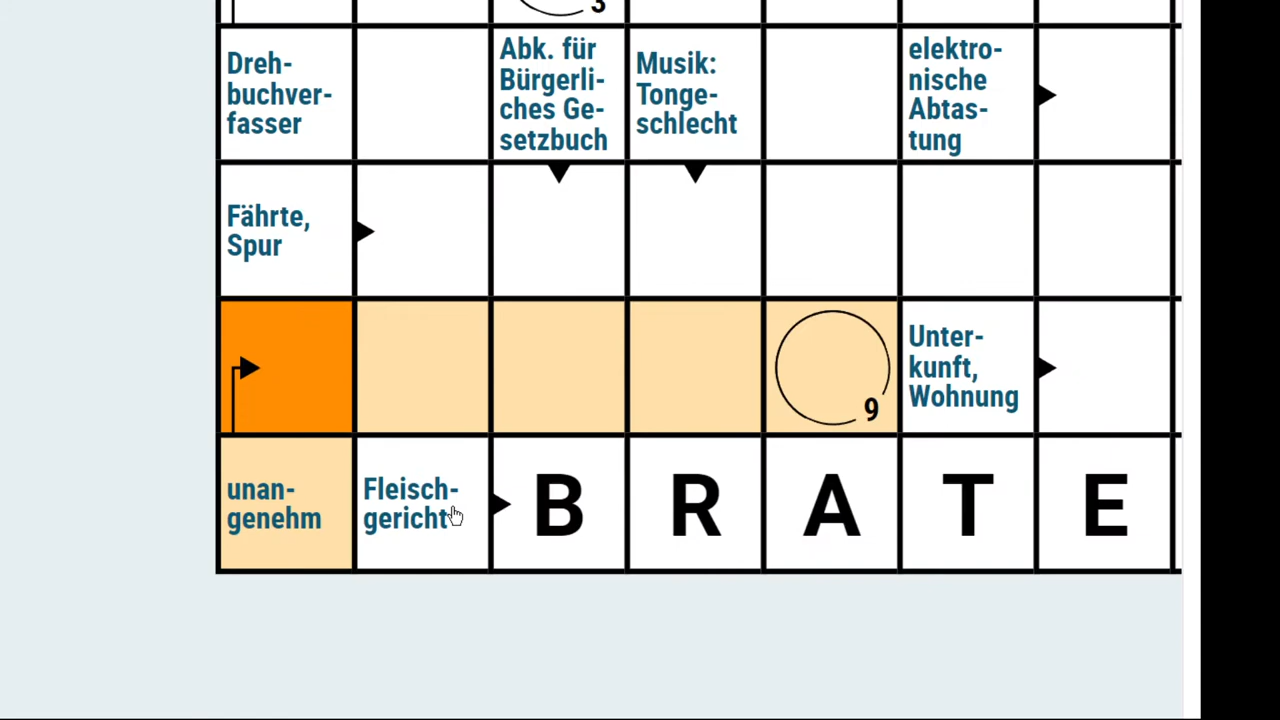 3
Dreh-
buchver-
fasser
Abk. für
Bürgerli-
ches Ge-
setzbuch
Musik:
Tonge-
schlecht
elektro-
nische
Abtas-
tung
Fährte,
Spur
9
Unter-
kunft,
Wohnung
unan-
genehm
Fleisch-
gericht
B R A T E